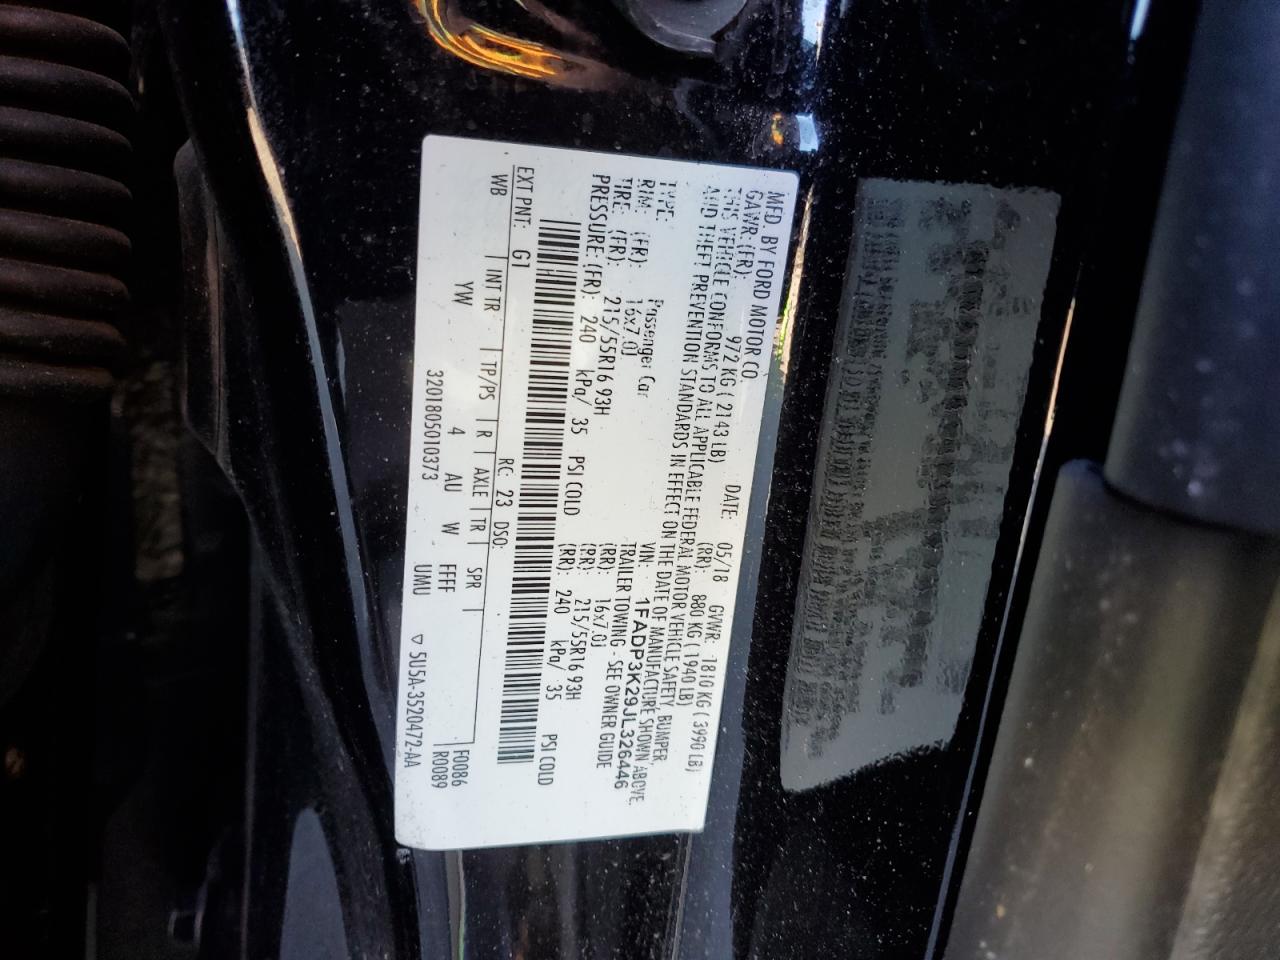 MFD. BY FORD MOTOR CO.
DATE: 05/18 GVWR: 1810 KG ( 3990 LB)
GAWR: (FR): 972 KG ( 2143 LB) (RR): 880 KG ( 1940 LB)
THIS VEHICLE CONFORMS TO ALL APPLICABLE FEDERAL MOTOR VEHICLE SAFETY, BUMPER,
AND THEFT PREVENTION STANDARDS IN EFFECT ON THE DATE OF MANUFACTURE SHOWN ABOVE.
VIN: 1FADP3K29JL326446
TYPE: Passenger Car TRAILER TOWING - SEE OWNER GUIDE
RIM: (FR): 16x7.0J (RR): 16x7.0J
TIRE: (FR): 215/55R16 93H (RR): 215/55R16 93H
PRESSURE: (FR): 240 kPa/ 35 PSI COLD (RR): 240 kPa/ 35 PSI COLD
EXT PNT: G1 RC: 23 DSO:
WB INT TR TP/PS R AXLE TR SPR F0086
YW 4 AU W FFF R0089
3201805010373 UMU ▽ 5U5A-3520472-AA